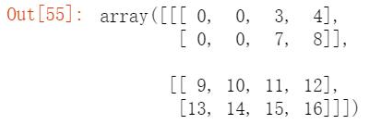 Out[55]: array([[[ 0, 0, 3, 4],
[ 0, 0, 7, 8]],
[[ 9, 10, 11, 12],
[13, 14, 15, 16]]])